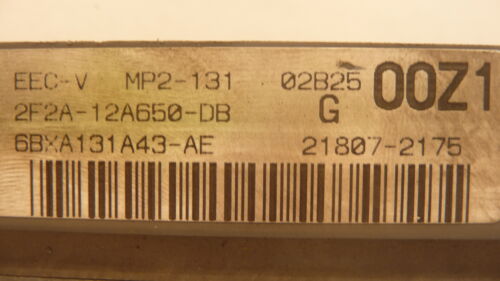 EEC-V MP2-131 02B25 00Z1
2F2A-12A650-DB G
6BXA131A43-AE 21807-2175